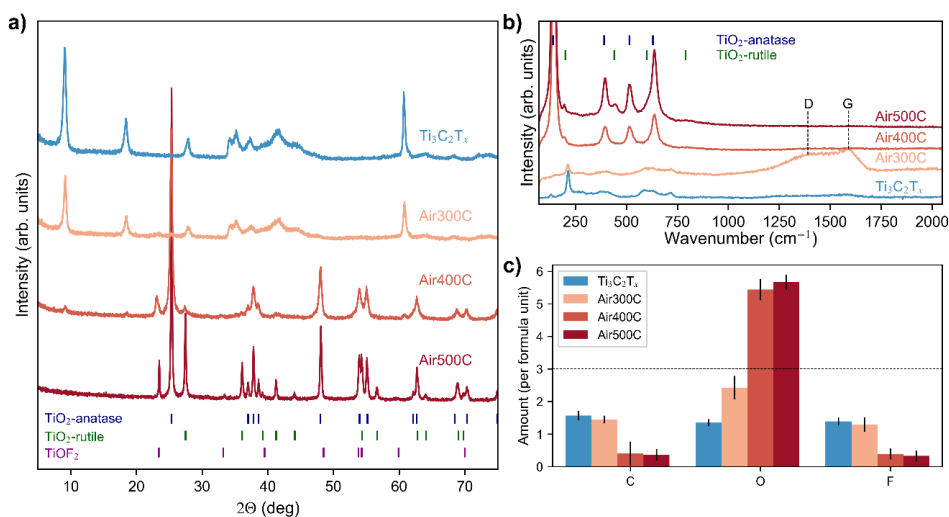 a)
Intensity (arb. units)
Ti₃C₂Tₓ
Air300C
Air400C
Air500C
TiO₂-anatase
TiO₂-rutile
TiOF₂
10 20 30 40 50 60 70
2Θ (deg)
b)
Intensity (arb. units)
TiO₂-anatase
TiO₂-rutile
D G
Air500C
Air400C
Air300C
Ti₃C₂Tₓ
250 500 750 1000 1250 1500 1750 2000
Wavenumber (cm⁻¹)
c)
Amount (per formula unit)
6
5
4
3
2
1
0
Ti₃C₂Tₓ
Air300C
Air400C
Air500C
C O F